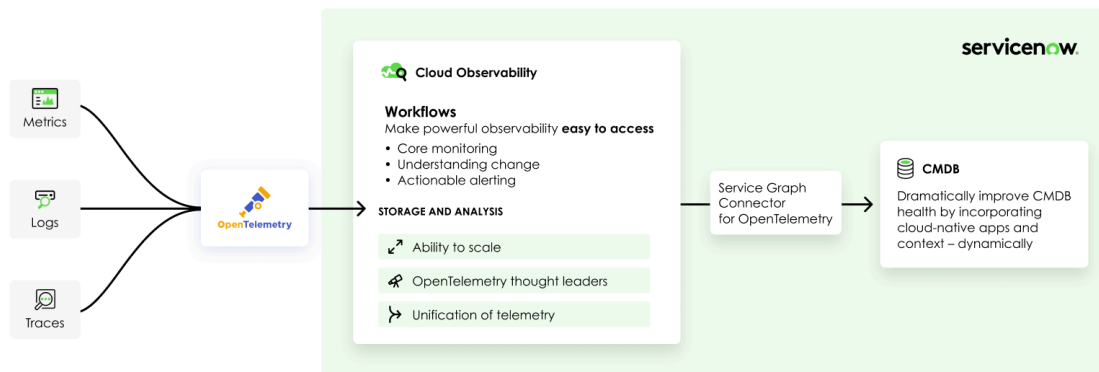 servicenow.
Cloud Observability
Metrics
Logs
Traces
OpenTelemetry
Workflows
Make powerful observability easy to access
• Core monitoring
• Understanding change
• Actionable alerting
STORAGE AND ANALYSIS
Ability to scale
OpenTelemetry thought leaders
Unification of telemetry
Service Graph
Connector
for OpenTelemetry
CMDB
Dramatically improve CMDB
health by incorporating
cloud-native apps and
context – dynamically